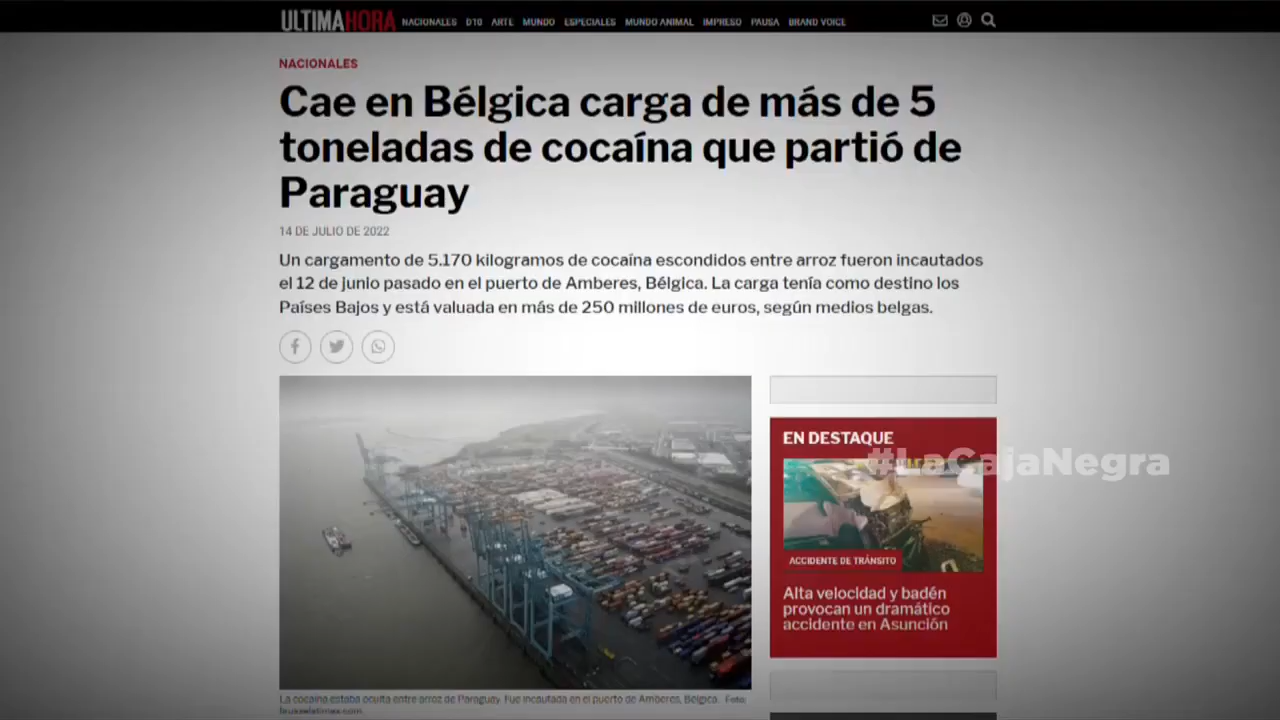 ULTIMAHORA NACIONALES D10 ARTE MUNDO ESPECIALES MUNDO ANIMAL IMPRESO PAUSA BRAND VOICE
NACIONALES
Cae en Bélgica carga de más de 5
toneladas de cocaína que partió de
Paraguay
14 DE JULIO DE 2022
Un cargamento de 5.170 kilogramos de cocaína escondidos entre arroz fueron incautados
el 12 de junio pasado en el puerto de Amberes, Bélgica. La carga tenía como destino los
Países Bajos y está valuada en más de 250 millones de euros, según medios belgas.
EN DESTAQUE
#LaCajaNegra
ACCIDENTE DE TRÁNSITO
Alta velocidad y badén
provocan un dramático
accidente en Asunción
La cocaína estaba oculta entre arroz de Paraguay. Fue incautada en el puerto de Amberes, Bélgica. Foto: